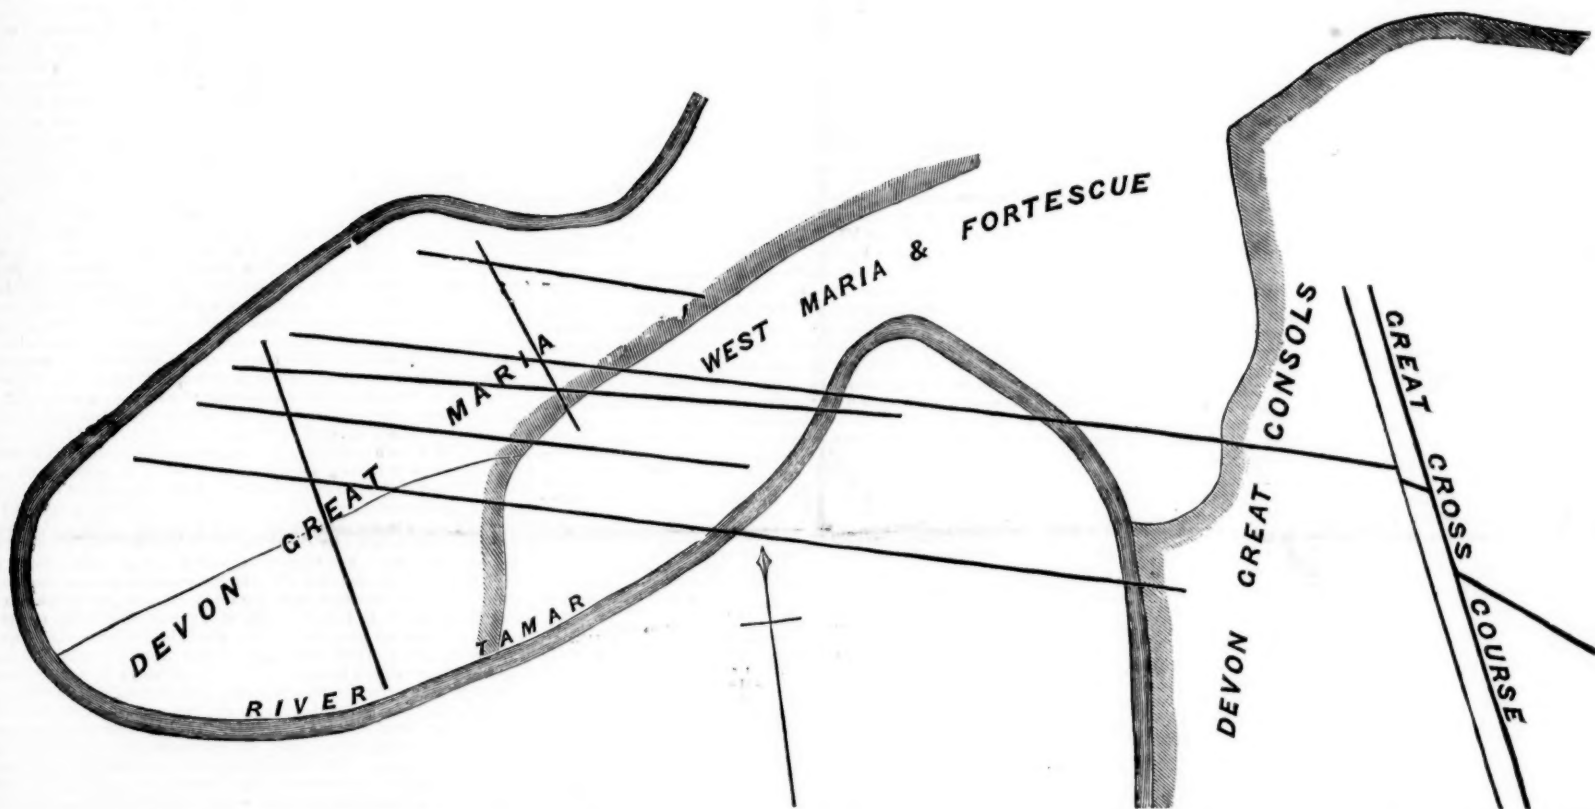 WEST MARIA & FORTESCUE
DEVON GREAT MARIA
RIVER TAMAR
DEVON GREAT CONSOLS
GREAT CROSS COURSE